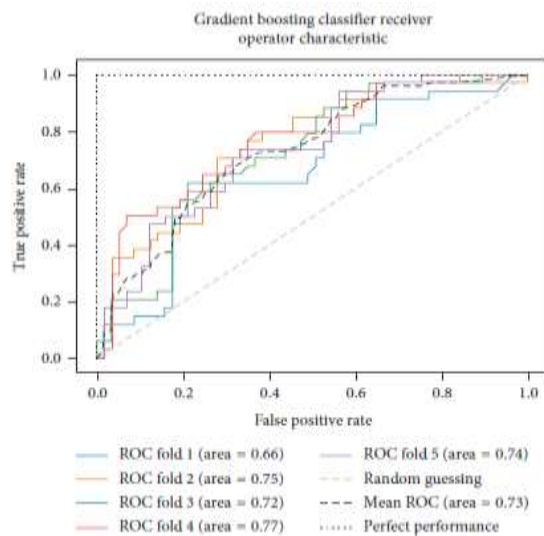 Gradient boosting classifier receiver
operator characteristic
1.0
0.8
0.6
0.4
0.2
0.0
True positive rate
0.0 0.2 0.4 0.6 0.8 1.0
False positive rate
ROC fold 1 (area = 0.66)
ROC fold 2 (area = 0.75)
ROC fold 3 (area = 0.72)
ROC fold 4 (area = 0.77)
ROC fold 5 (area = 0.74)
Random guessing
Mean ROC (area = 0.73)
Perfect performance